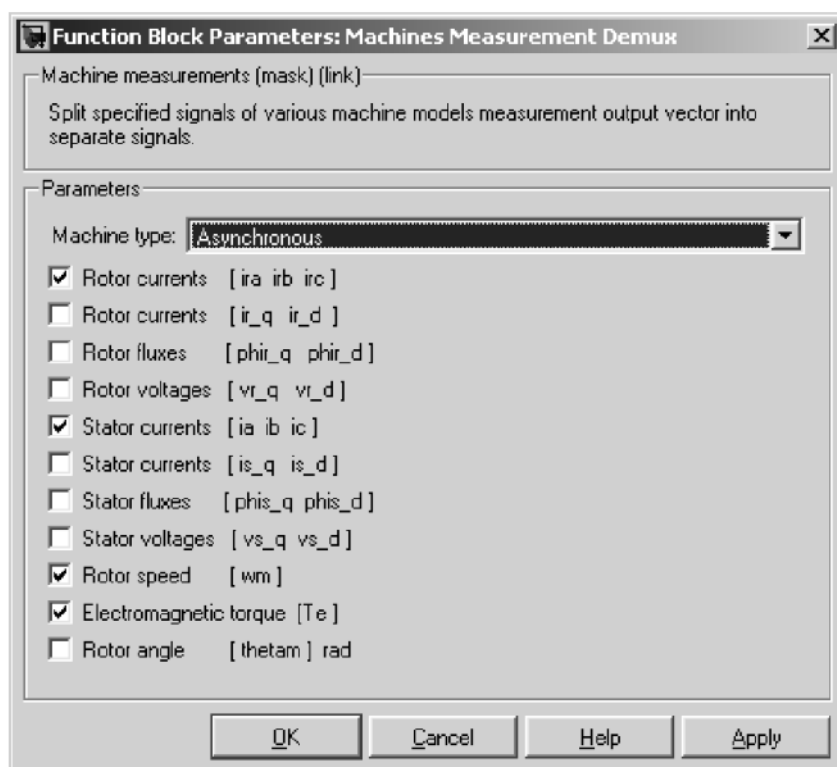 Function Block Parameters: Machines Measurement Demux
Machine measurements (mask) (link)
Split specified signals of various machine models measurement output vector into
separate signals.
Parameters
Machine type: Asynchronous
Rotor currents [ ira irb irc ]
Rotor currents [ ir_q ir_d ]
Rotor fluxes [ phir_q phir_d ]
Rotor voltages [ vr_q vr_d ]
Stator currents [ ia ib ic ]
Stator currents [ is_q is_d ]
Stator fluxes [ phis_q phis_d ]
Stator voltages [ vs_q vs_d ]
Rotor speed [ wm ]
Electromagnetic torque [Te ]
Rotor angle [ thetam ] rad
OK Cancel Help Apply